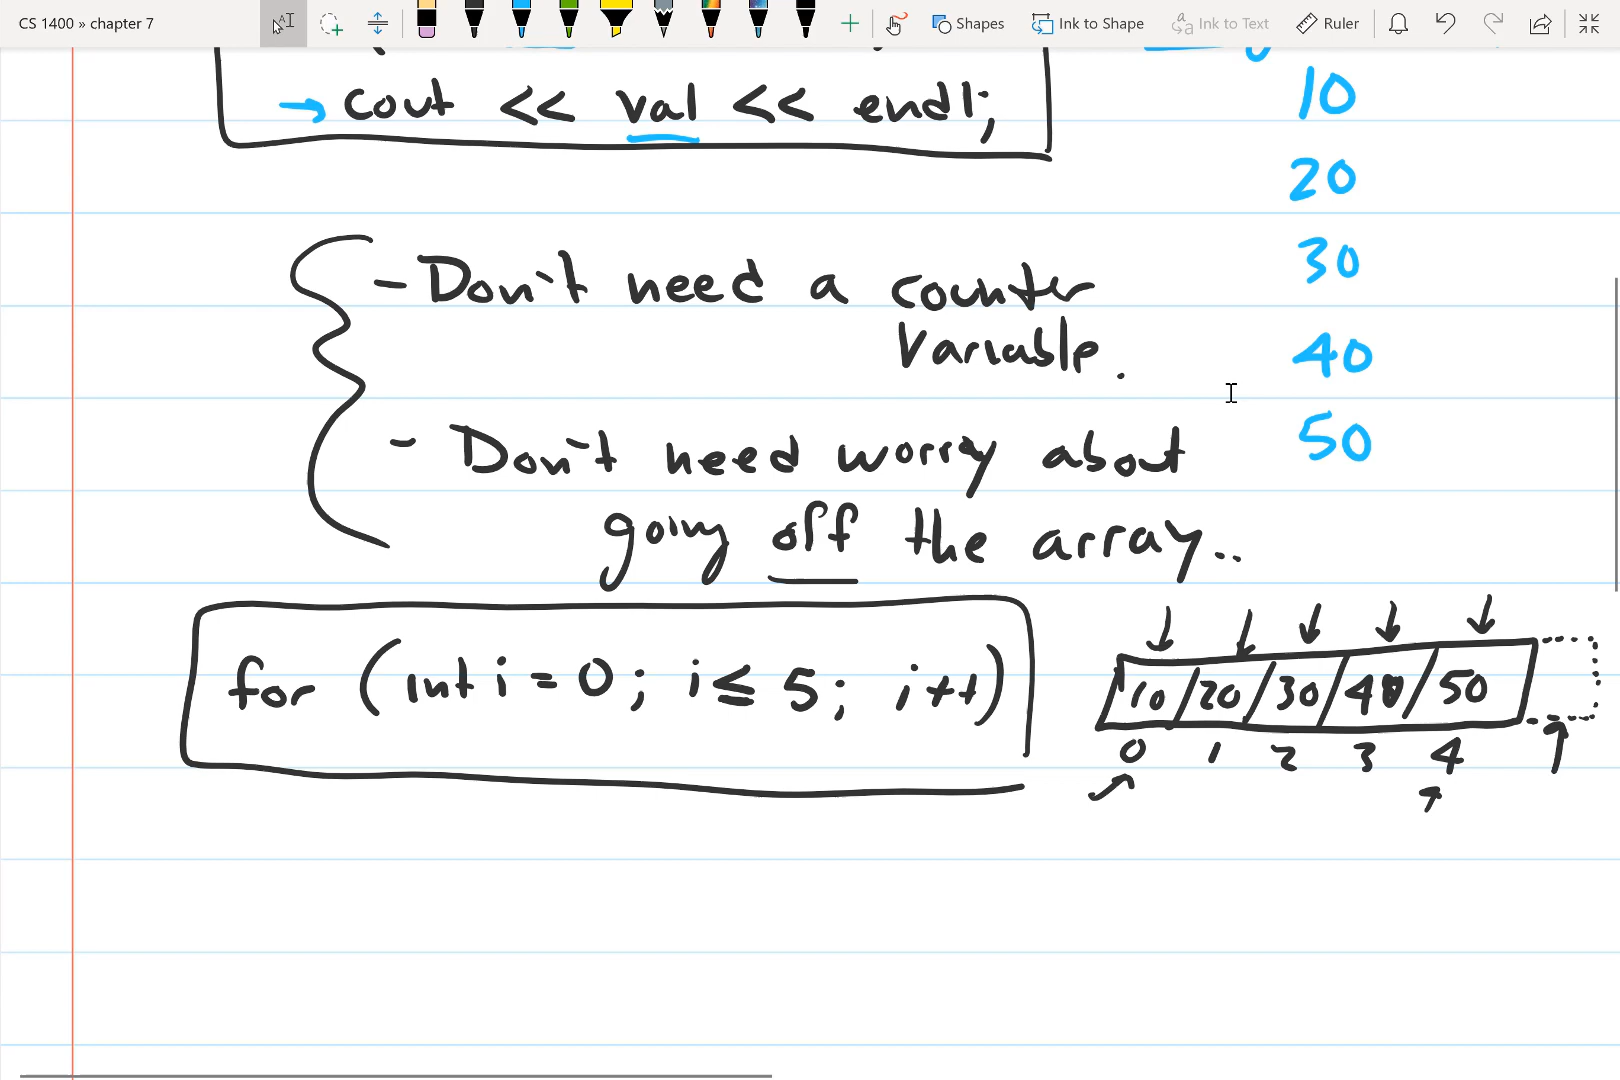 CS 1400 » chapter 7
Shapes
Ink to Shape
Ink to Text
Ruler
→ cout << val << endl;
10
20
30
40
50
- Don't need a counter
variable.
- Don't need worry about
going off the array..
for (int i = 0; i ≤ 5; i++)
10 20 30 40 50
0 1 2 3 4